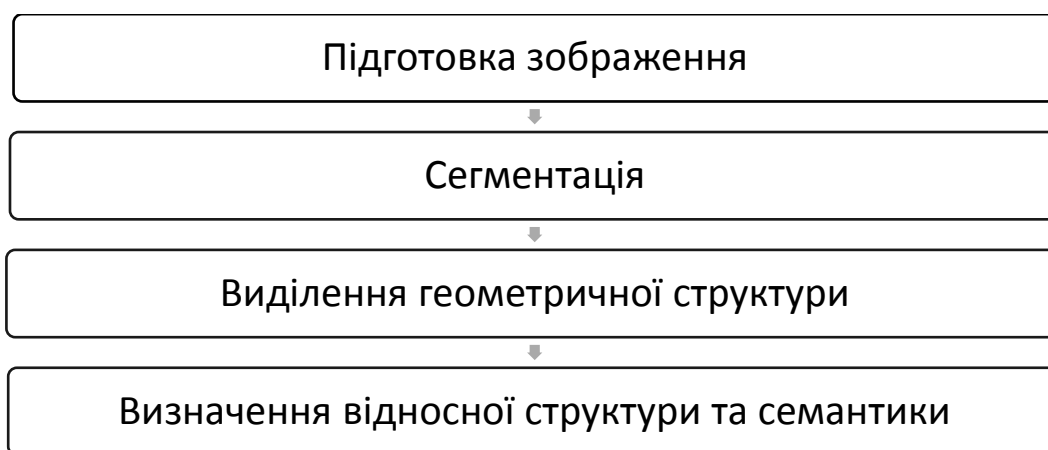 Підготовка зображення
Сегментація
Виділення геометричної структури
Визначення відносної структури та семантики